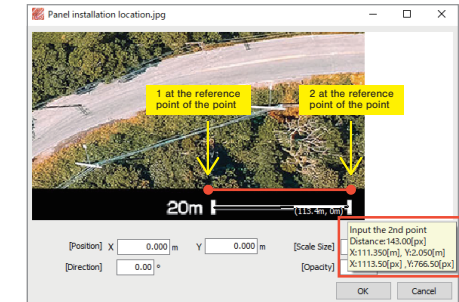 Panel installation location.jpg
1 at the reference
point of the point
2 at the reference
point of the point
20m
(113.4m, 0m)
[Position] X 0.000 m Y 0.000 m [Scale Size]
[Direction] 0.00 ° [Opacity]
Input the 2nd point
Distance:143.00[px]
X:111.350[m], Y:2.050[m]
X:1113.50[px] ,Y:766.50[px]
OK Cancel